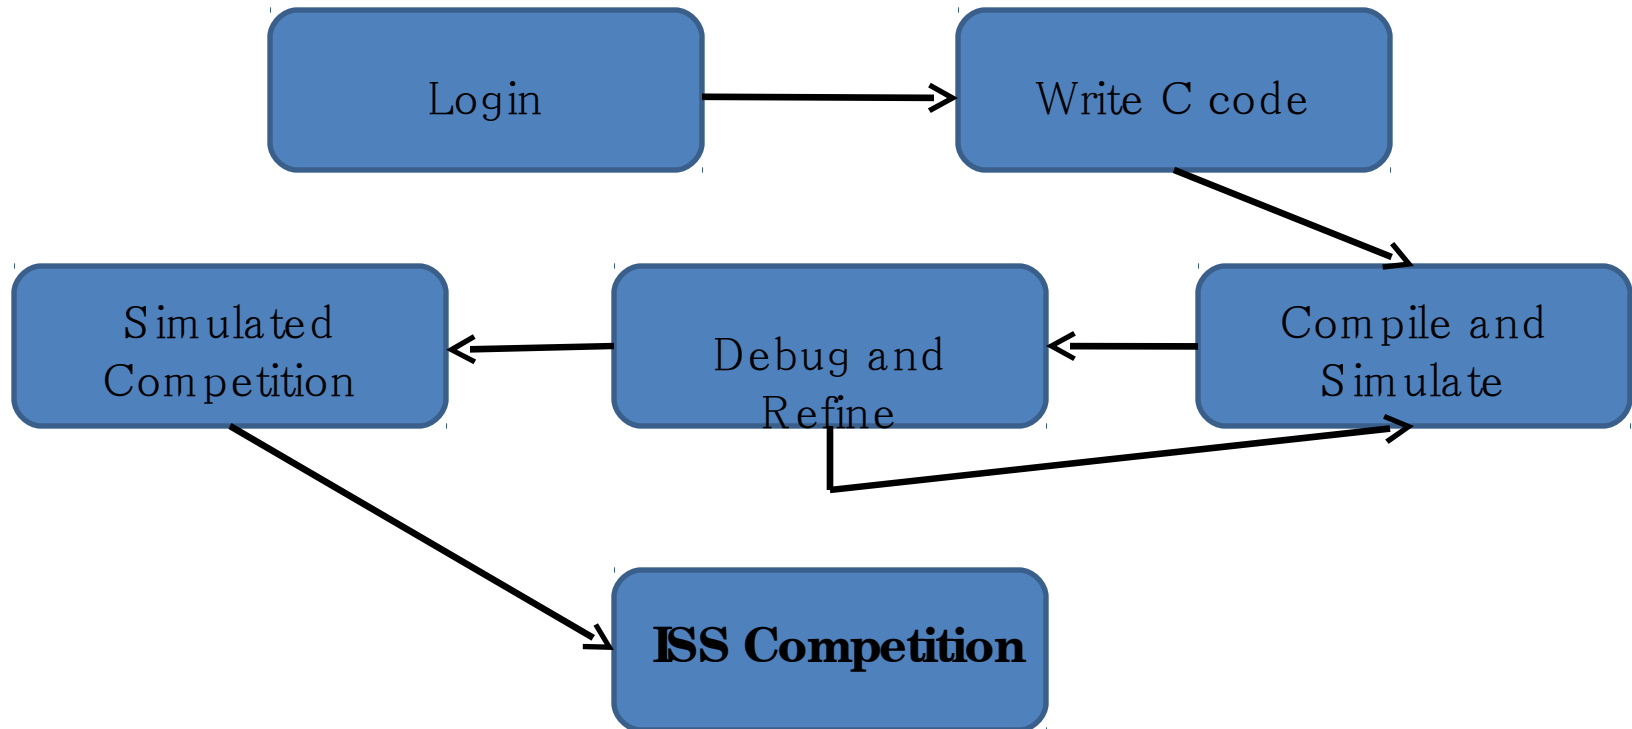 Login
Write C code
Simulated
Competition
Debug and
Refine
Compile and
Simulate
ISS Competition